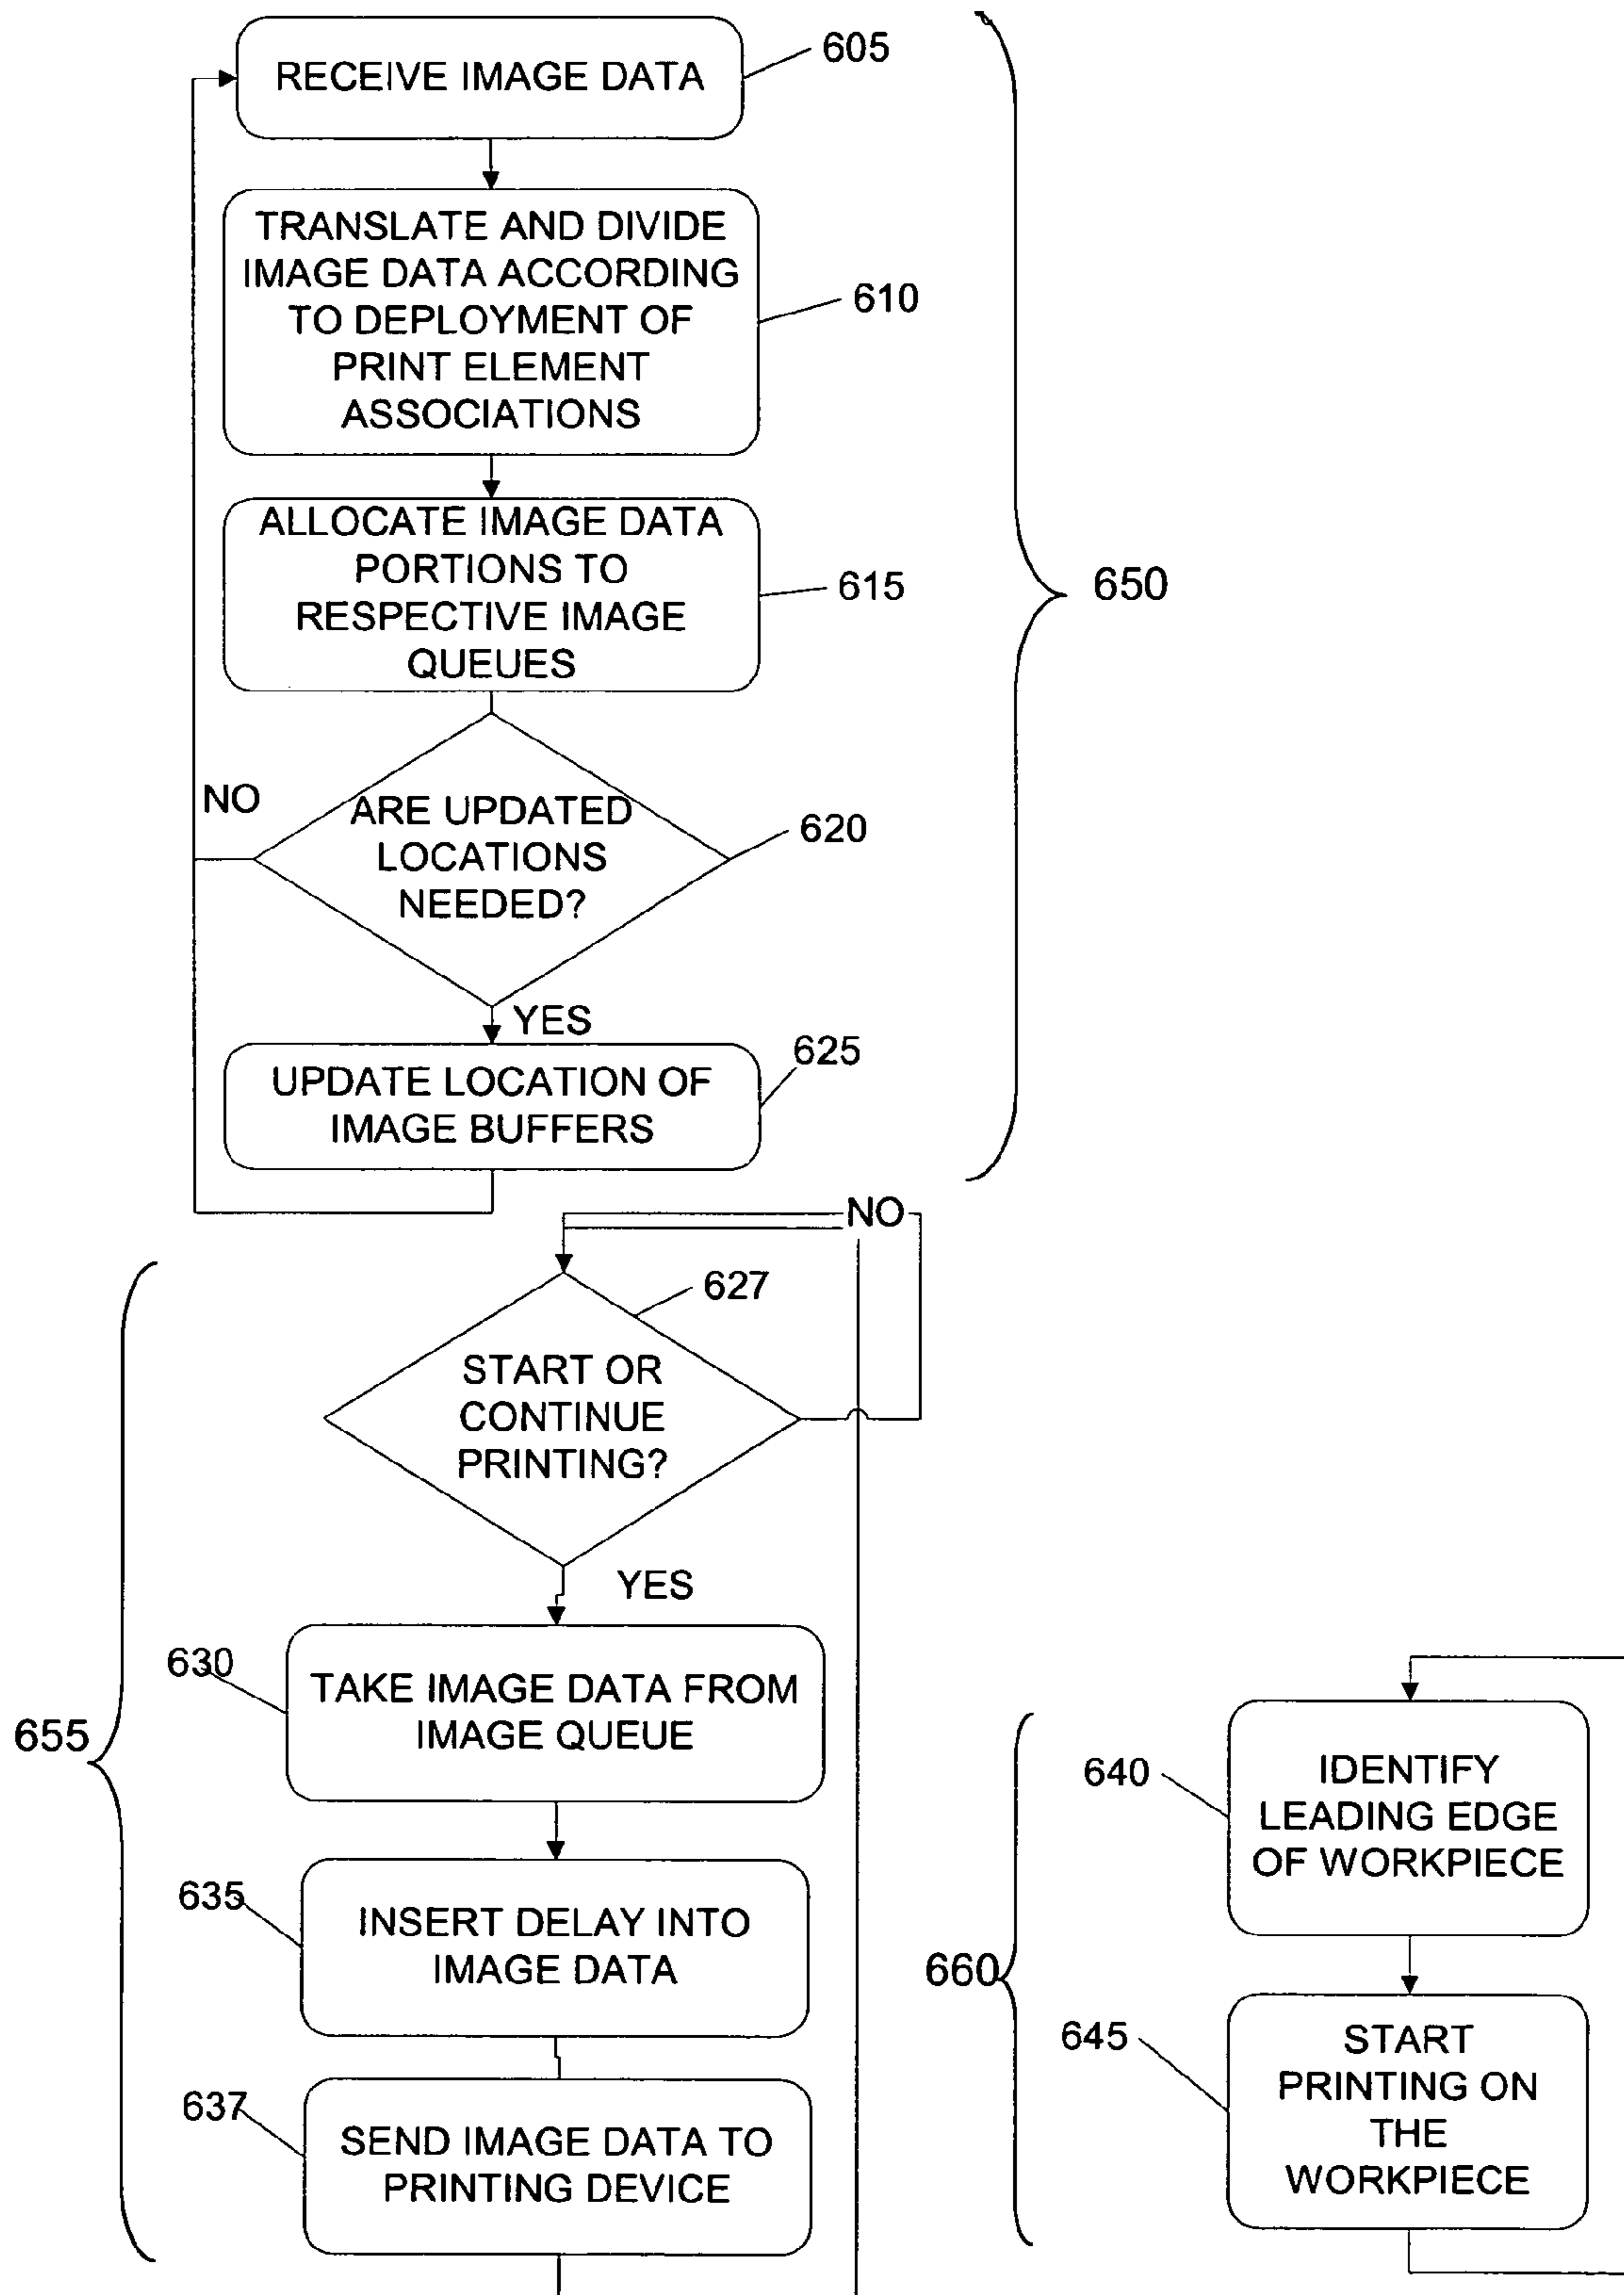 RECEIVE IMAGE DATA
605
TRANSLATE AND DIVIDE
IMAGE DATA ACCORDING
TO DEPLOYMENT OF
PRINT ELEMENT
ASSOCIATIONS
610
ALLOCATE IMAGE DATA
PORTIONS TO
RESPECTIVE IMAGE
QUEUES
615
650
NO
ARE UPDATED
LOCATIONS
NEEDED?
620
YES
UPDATE LOCATION OF
IMAGE BUFFERS
625
NO
START OR
CONTINUE
PRINTING?
627
YES
655
630
TAKE IMAGE DATA FROM
IMAGE QUEUE
635
INSERT DELAY INTO
IMAGE DATA
637
SEND IMAGE DATA TO
PRINTING DEVICE
660
640
IDENTIFY
LEADING EDGE
OF WORKPIECE
645
START
PRINTING ON
THE
WORKPIECE